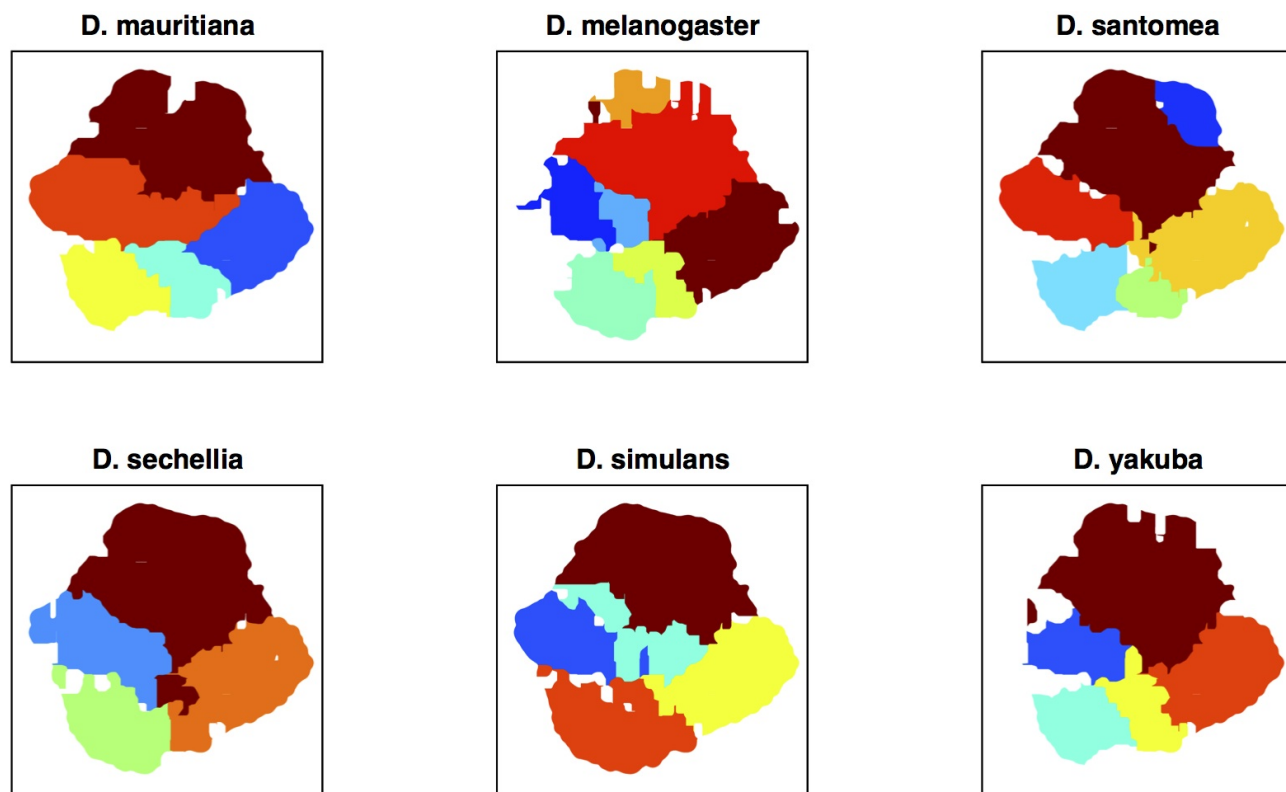 D. mauritiana
D. melanogaster
D. santomea
D. sechellia
D. simulans
D. yakuba